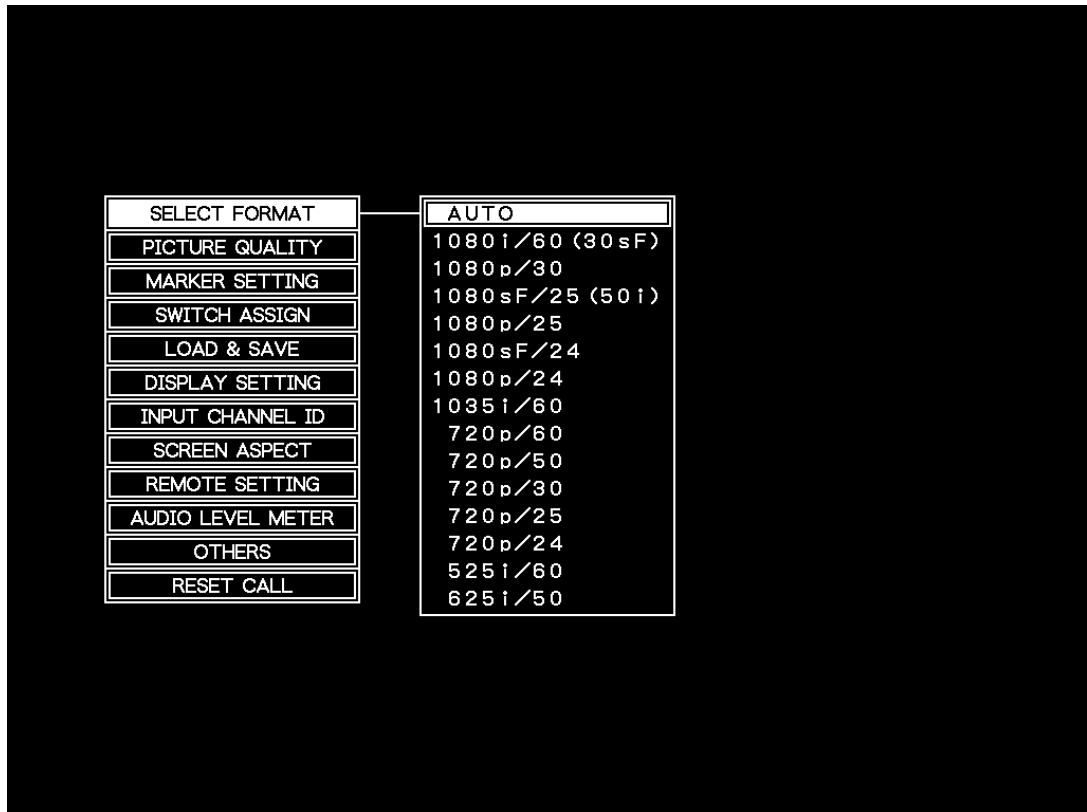 SELECT FORMAT
PICTURE QUALITY
MARKER SETTING
SWITCH ASSIGN
LOAD & SAVE
DISPLAY SETTING
INPUT CHANNEL ID
SCREEN ASPECT
REMOTE SETTING
AUDIO LEVEL METER
OTHERS
RESET CALL
AUTO
1080i/60(30sF)
1080p/30
1080sF/25(50i)
1080p/25
1080sF/24
1080p/24
1035i/60
720p/60
720p/50
720p/30
720p/25
720p/24
525i/60
625i/50